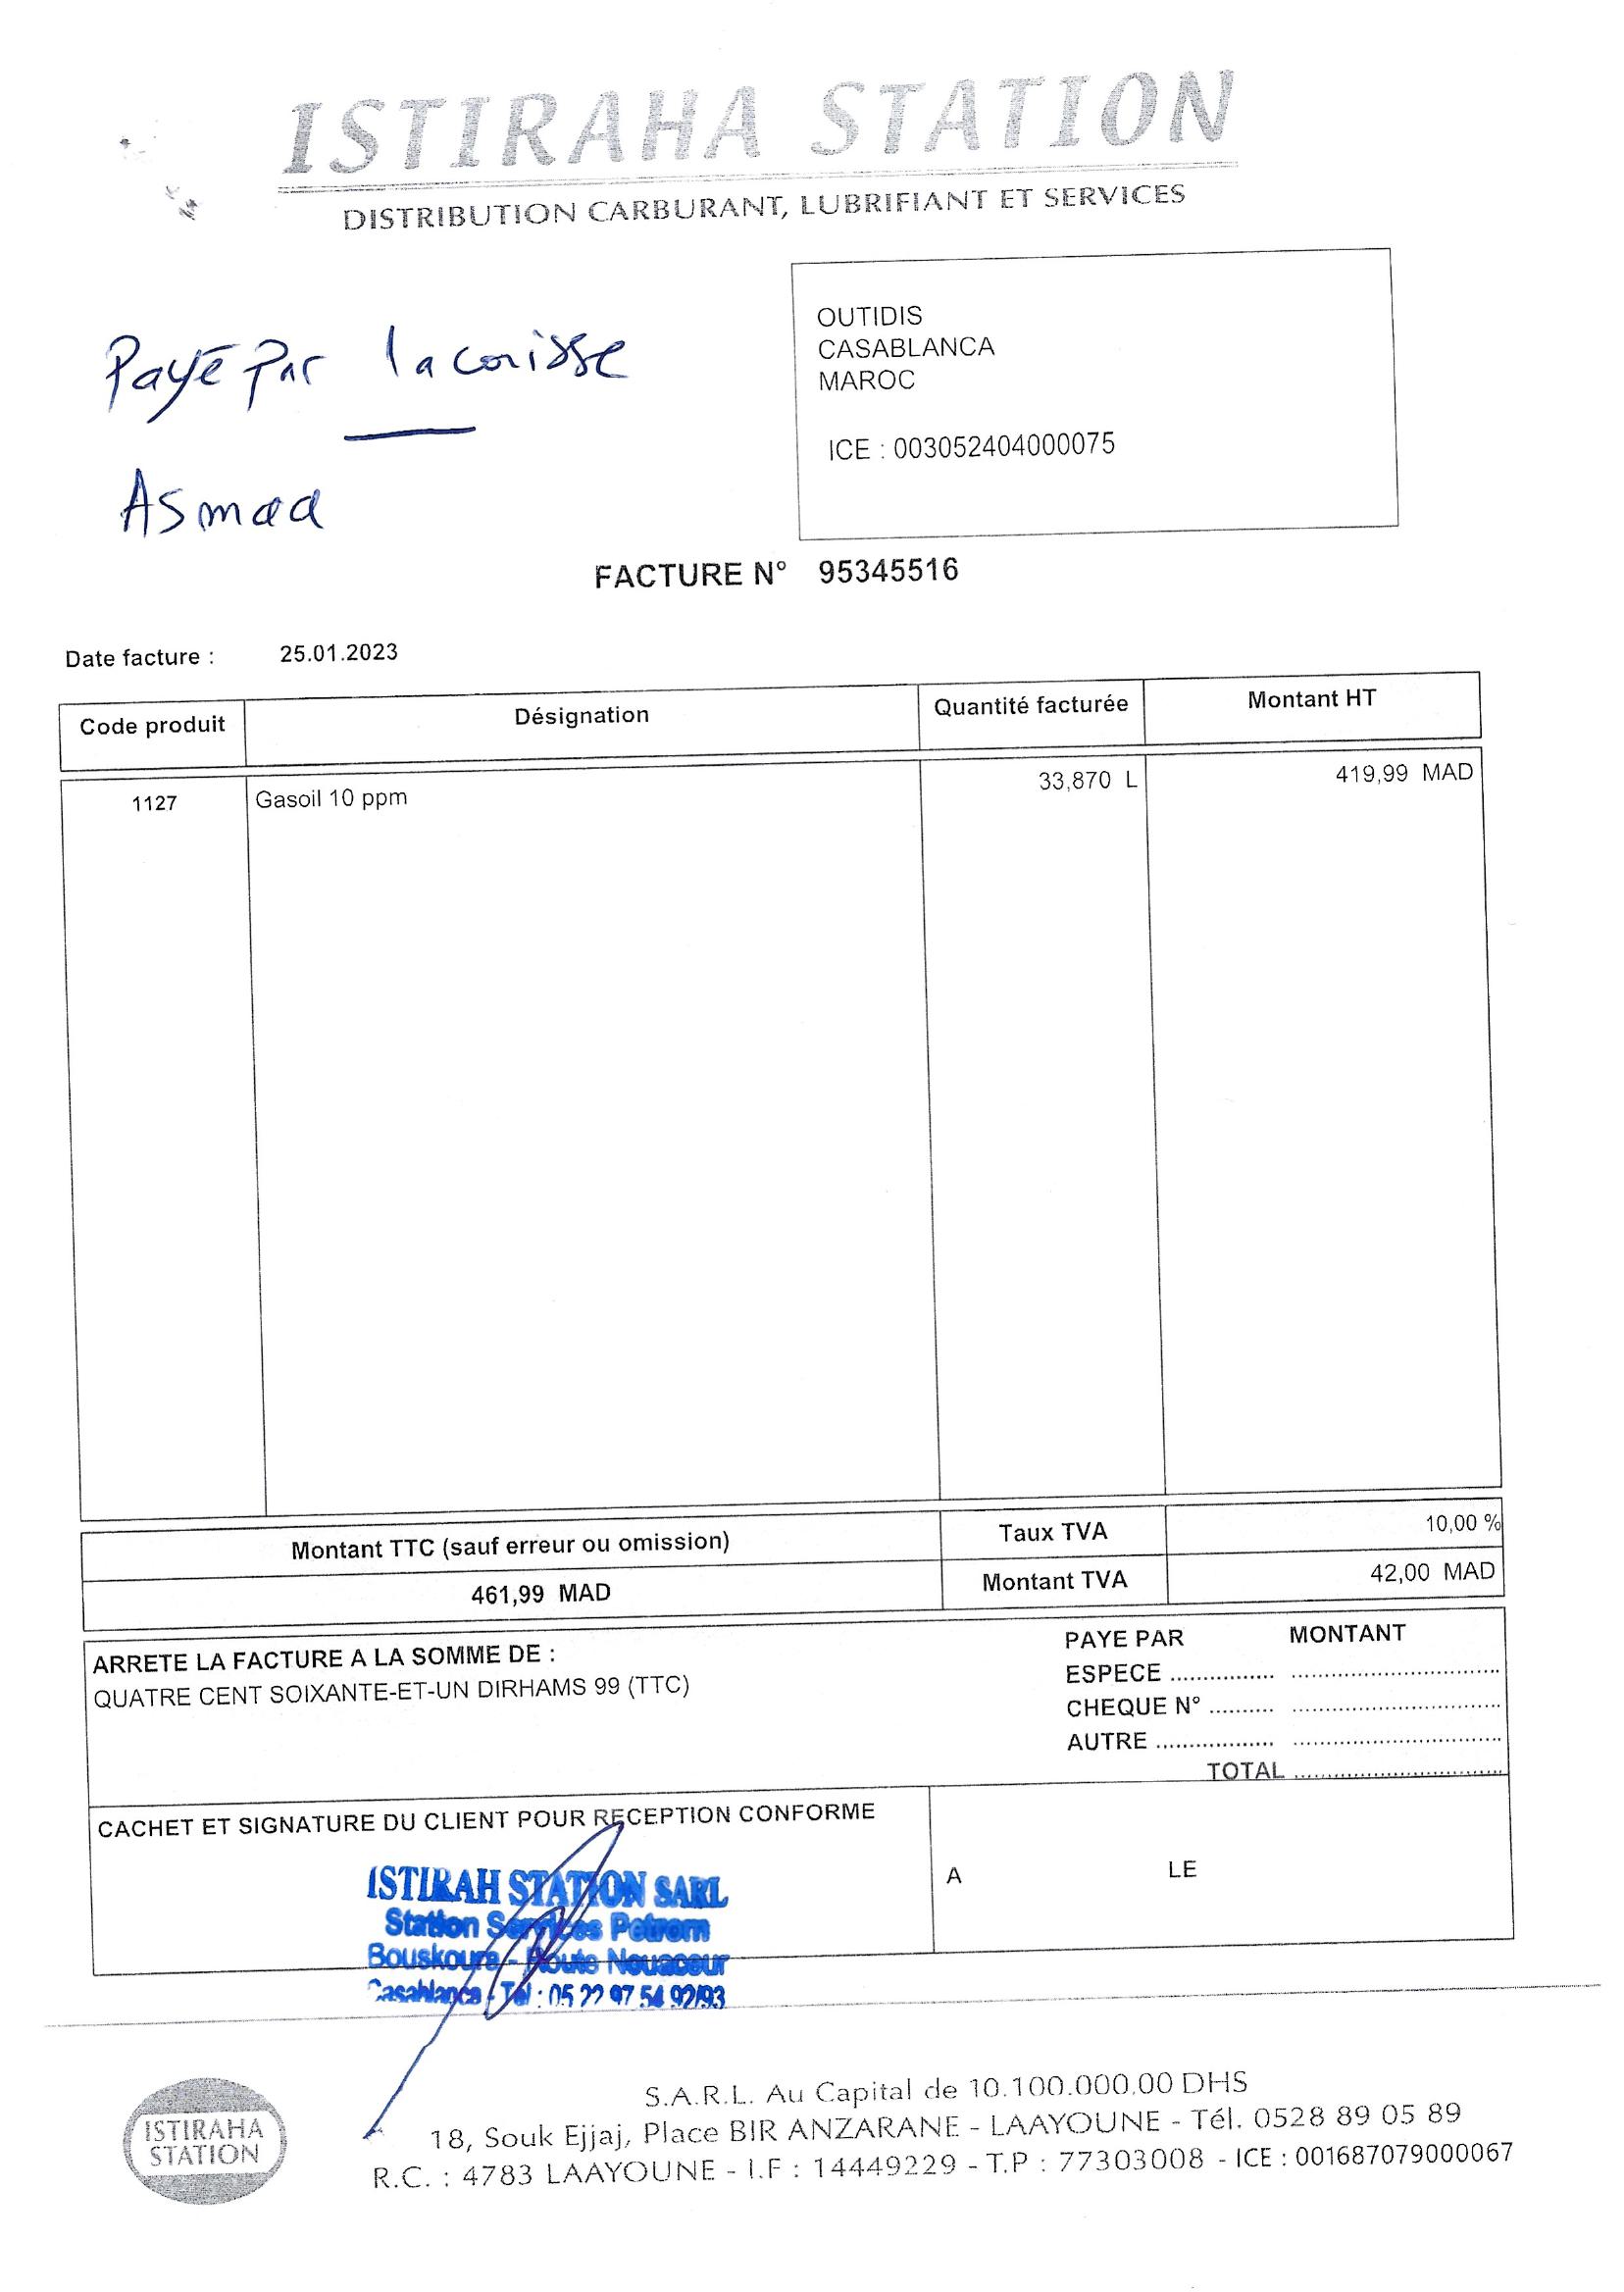 ISTIRAHA STATION
DISTRIBUTION CARBURANT, LUBRIFIANT ET SERVICES
OUTIDIS
CASABLANCA
MAROC
ICE : 003052404000075
Payé par la caisse
Asmaa
FACTURE N° 95345516
Date facture : 25.01.2023
Code produit Désignation Quantité facturée Montant HT
1127 Gasoil 10 ppm 33,870 L 419,99 MAD
Montant TTC (sauf erreur ou omission) Taux TVA 10,00 %
461,99 MAD Montant TVA 42,00 MAD
ARRETE LA FACTURE A LA SOMME DE :
QUATRE CENT SOIXANTE-ET-UN DIRHAMS 99 (TTC)
PAYE PAR MONTANT
ESPECE ............... ...............................
CHEQUE N° .......... ...............................
AUTRE .................. ...............................
TOTAL ...............................
CACHET ET SIGNATURE DU CLIENT POUR RECEPTION CONFORME
A LE
ISTIRAH STATION SARL
Station Services Petrom
Bouskoura - Route Nouaceur
Casablanca - Tél : 05 22 97 54 92/93
ISTIRAHA
STATION
S.A.R.L. Au Capital de 10.100.000,00 DHS
18, Souk Ejjaj, Place BIR ANZARANE - LAAYOUNE - Tél. 0528 89 05 89
R.C. : 4783 LAAYOUNE - I.F : 14449229 - T.P : 77303008 - ICE : 001687079000067